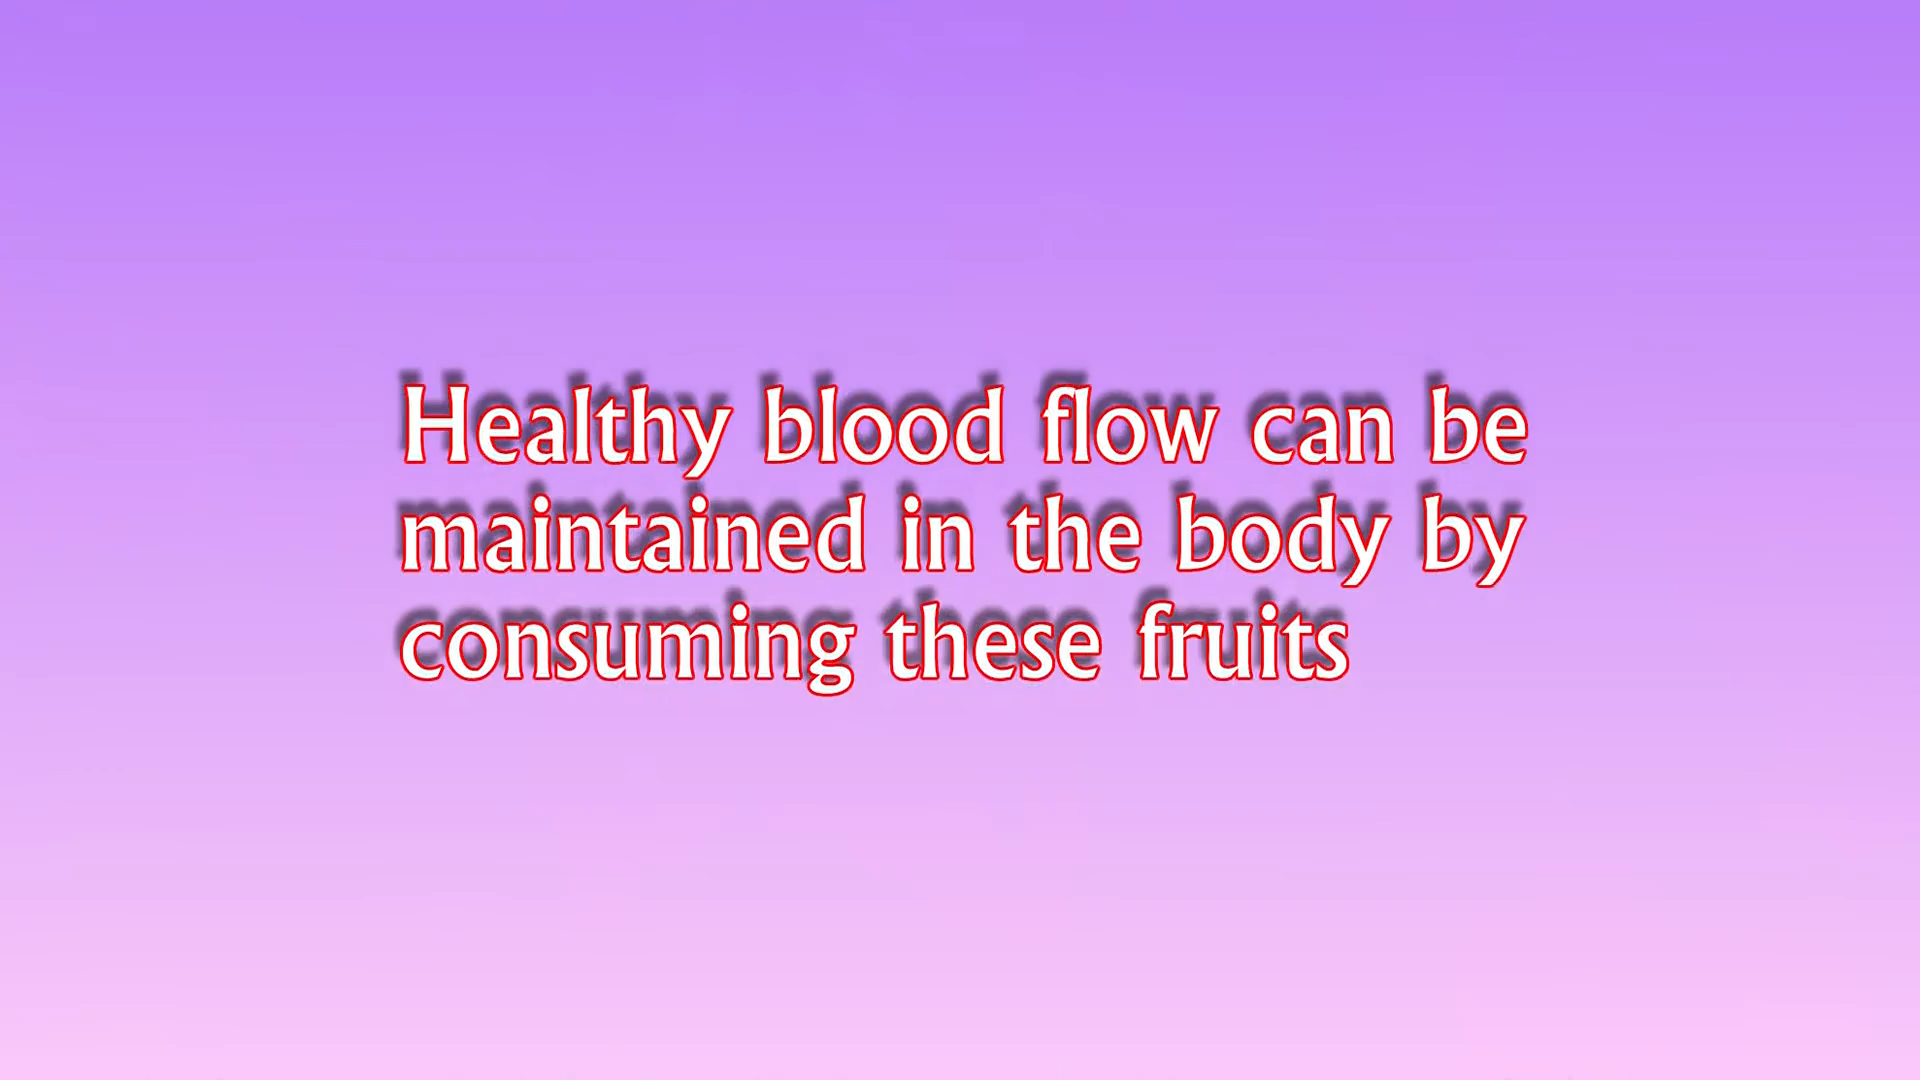 Healthy blood flow can be
maintained in the body by
consuming these fruits